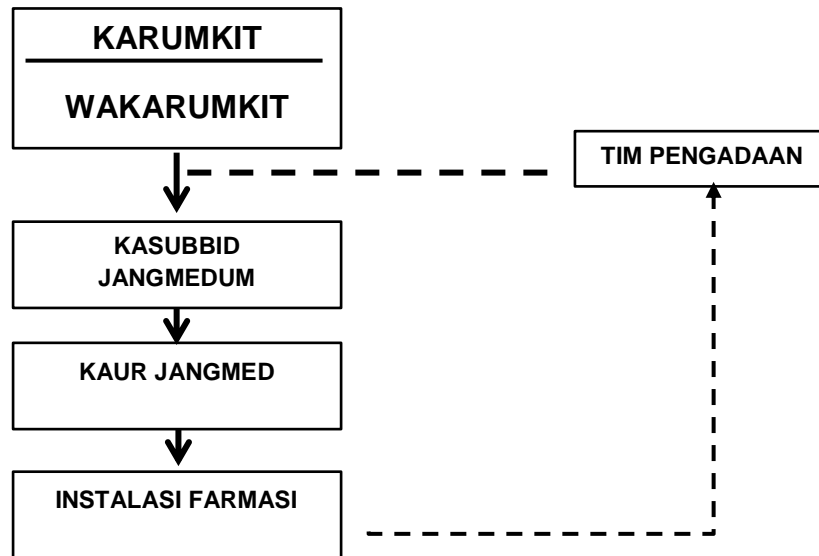 KARUMKIT
WAKARUMKIT
TIM PENGADAAN
KASUBBID
JANGMEDUM
KAUR JANGMED
INSTALASI FARMASI